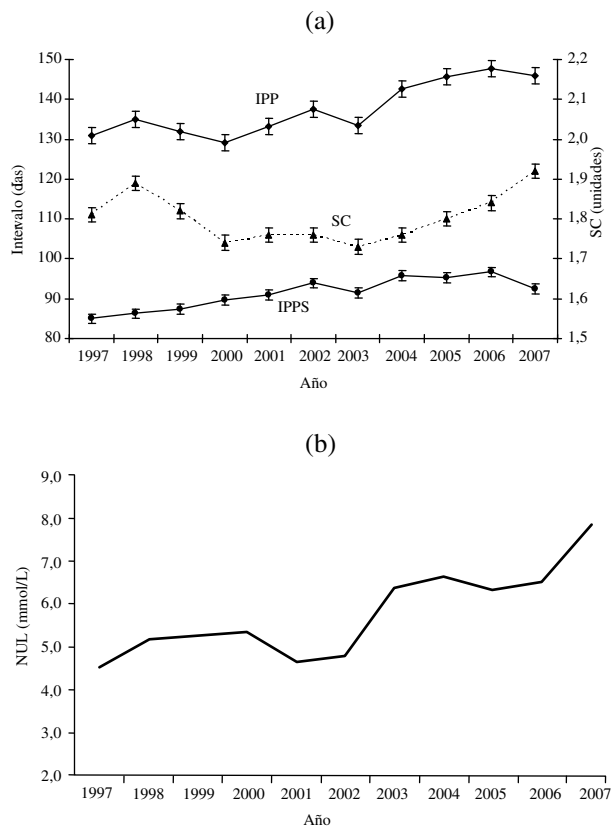 (a)
150
140
130
120
110
100
90
80
Intervalo (días)
2,2
2,1
2,0
1,9
1,8
1,7
1,6
1,5
SC (unidades)
IPP
SC
IPPS
1997 1998 1999 2000 2001 2002 2003 2004 2005 2006 2007
Año
(b)
9,0
8,0
7,0
6,0
5,0
4,0
3,0
2,0
NUL (mmol/L)
1997 1998 1999 2000 2001 2002 2003 2004 2005 2006 2007
Año